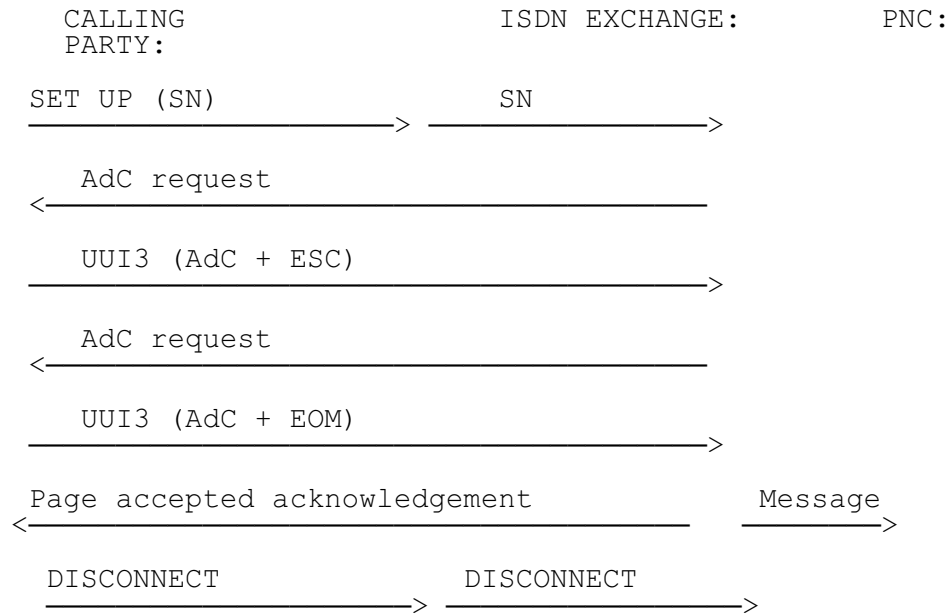 CALLING PARTY: ISDN EXCHANGE: PNC:
SET UP (SN) SN
AdC request
UUI3 (AdC + ESC)
AdC request
UUI3 (AdC + EOM)
Page accepted acknowledgement Message
DISCONNECT DISCONNECT